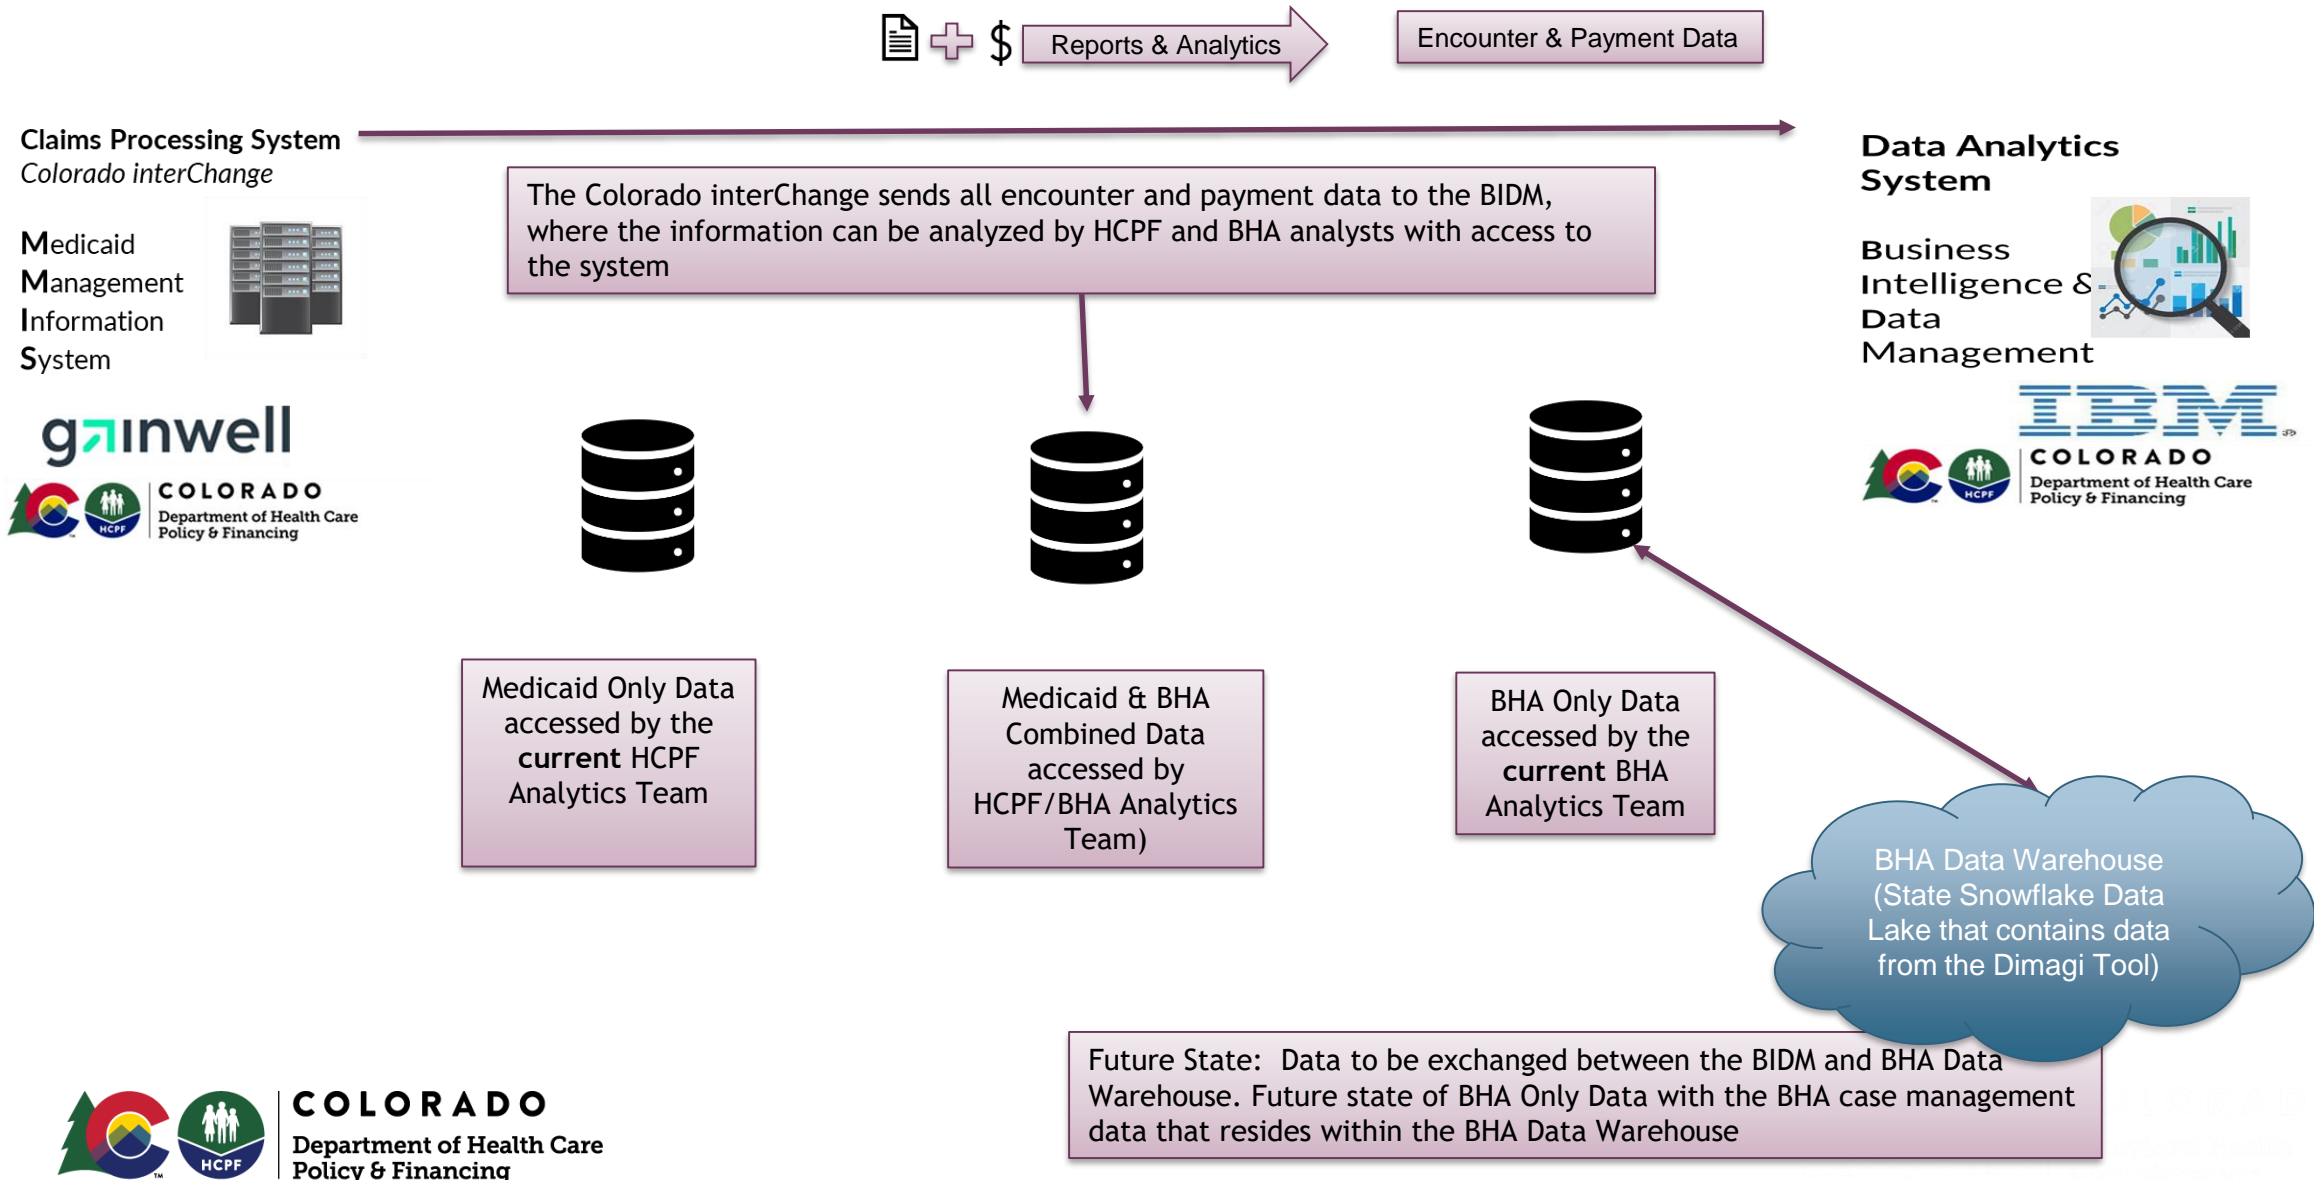 $
Reports & Analytics
Encounter & Payment Data
Claims Processing System
Colorado interChange
Medicaid
Management
Information
System
gainwell
COLORADO
Department of Health Care
Policy & Financing
HCPF
TM
The Colorado interChange sends all encounter and payment data to the BIDM,
where the information can be analyzed by HCPF and BHA analysts with access to
the system
Data Analytics
System
Business
Intelligence &
Data
Management
IBM
COLORADO
Department of Health Care
Policy & Financing
HCPF
Medicaid Only Data
accessed by the
current HCPF
Analytics Team
Medicaid & BHA
Combined Data
accessed by
HCPF/BHA Analytics
Team)
BHA Only Data
accessed by the
current BHA
Analytics Team
BHA Data Warehouse
(State Snowflake Data
Lake that contains data
from the Dimagi Tool)
Future State:  Data to be exchanged between the BIDM and BHA Data
Warehouse. Future state of BHA Only Data with the BHA case management
data that resides within the BHA Data Warehouse
COLORADO
Department of Health Care
Policy & Financing
HCPF
TM